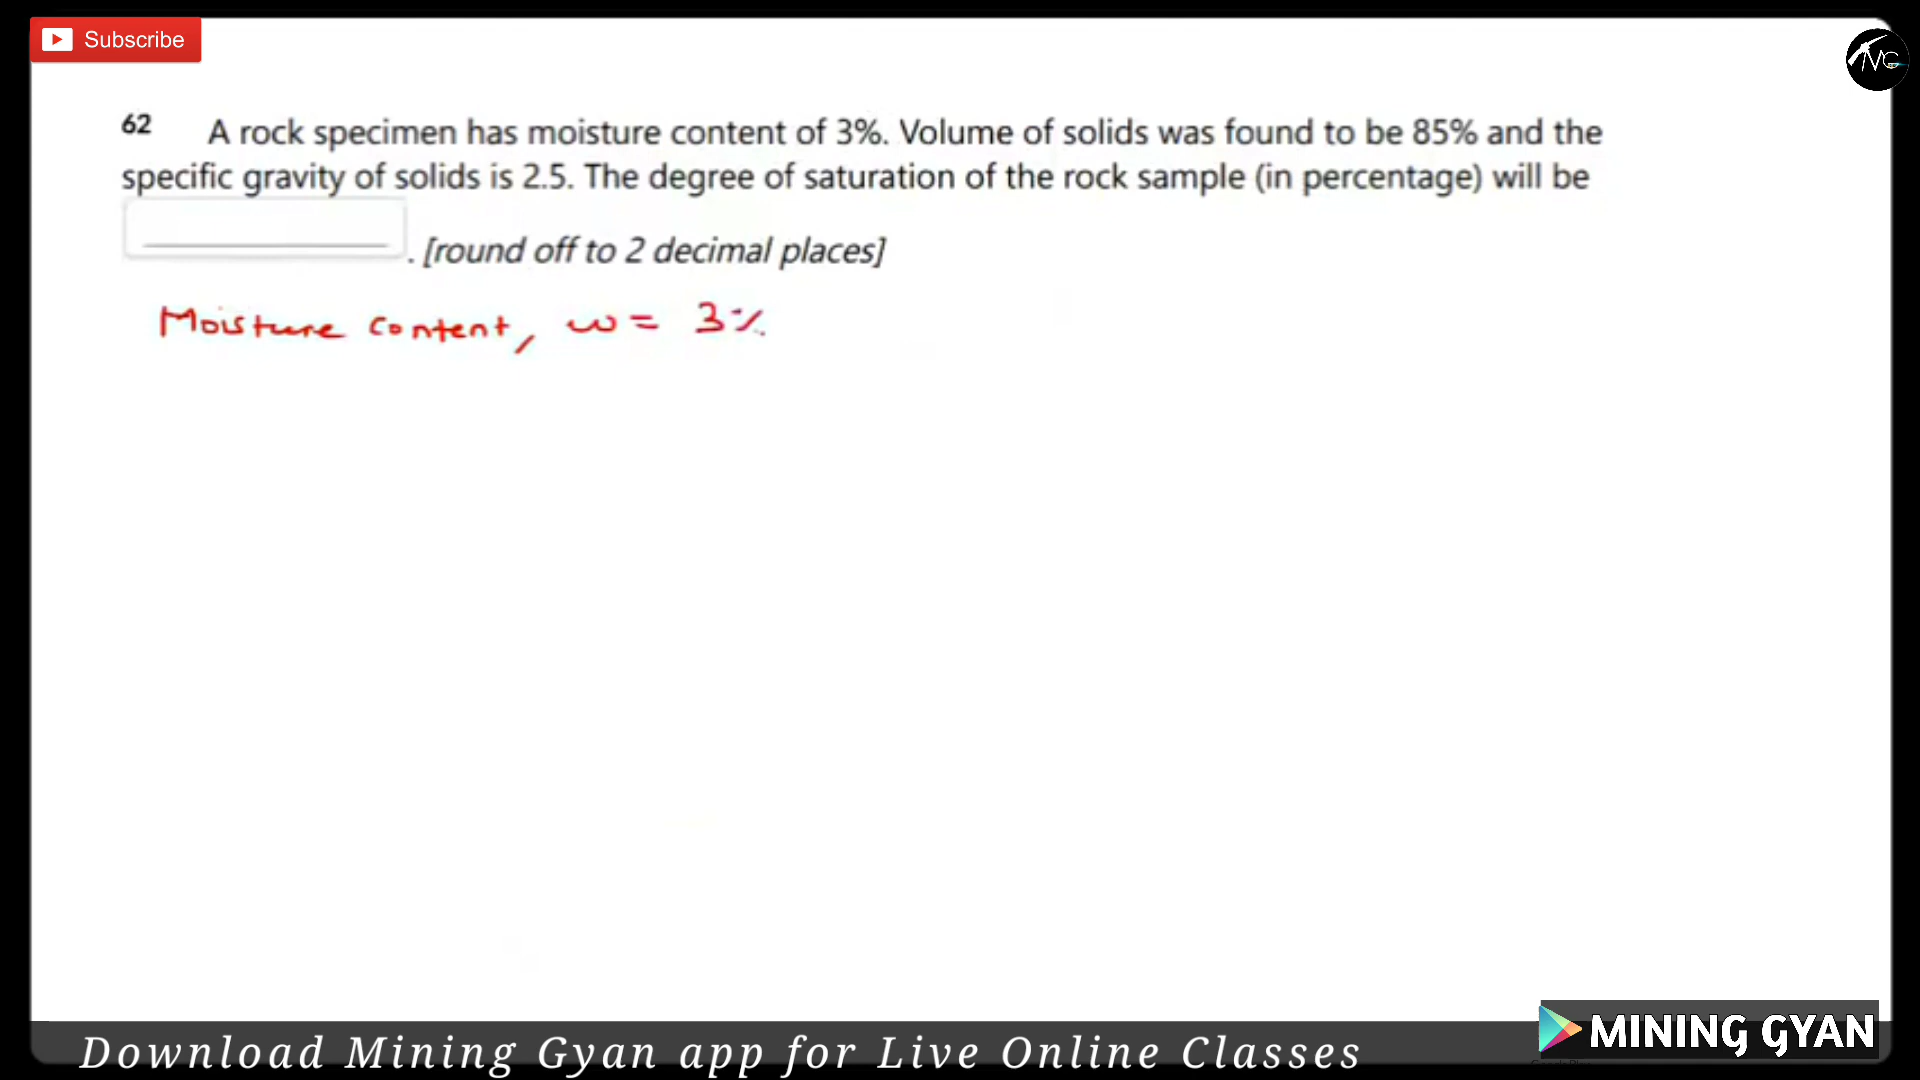 Subscribe
MG
62 A rock specimen has moisture content of 3%. Volume of solids was found to be 85% and the
specific gravity of solids is 2.5. The degree of saturation of the rock sample (in percentage) will be
____________. [round off to 2 decimal places]
Moisture content, w = 3%
Download Mining Gyan app for Live Online Classes
MINING GYAN